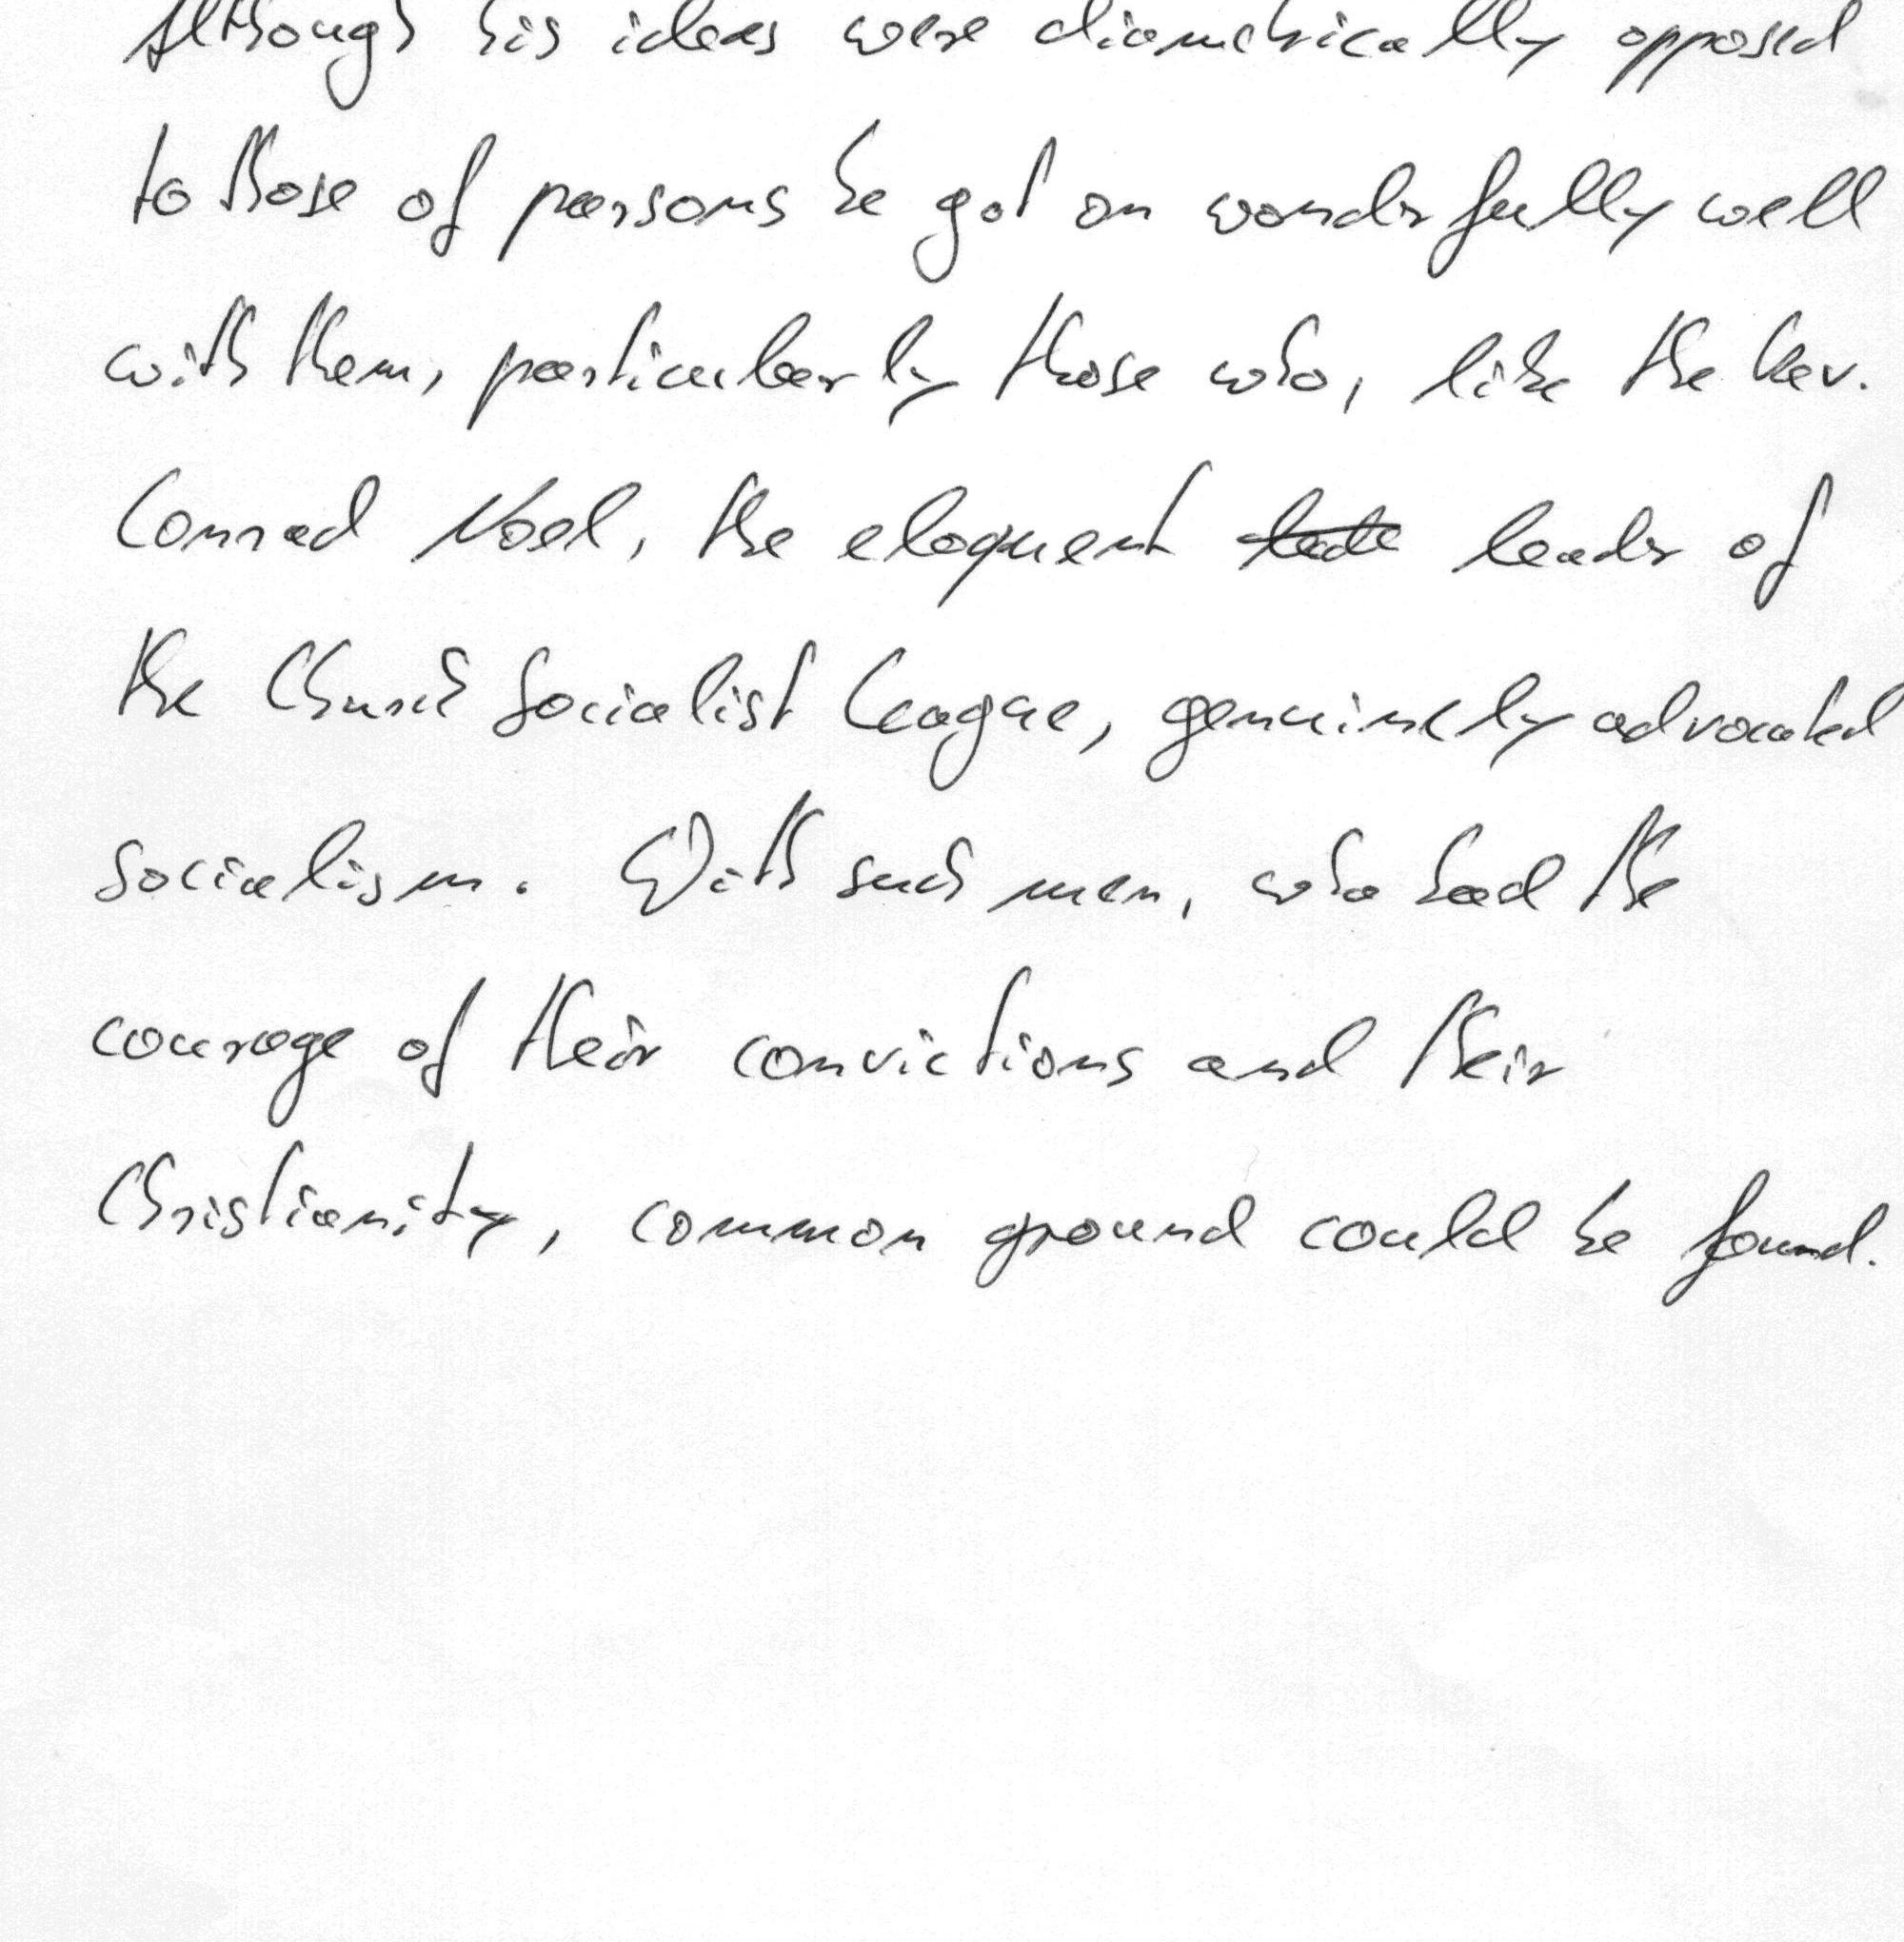 Although his ideas were diametrically opposed
to those of parsons he got on wonderfully well
with them, particularly those who, like the Rev.
Conrad Noel, the eloquent leader of
the Church Socialist League, genuinely advocated
socialism. With such men, who had the
courage of their convictions and their
Christianity, common ground could be found.